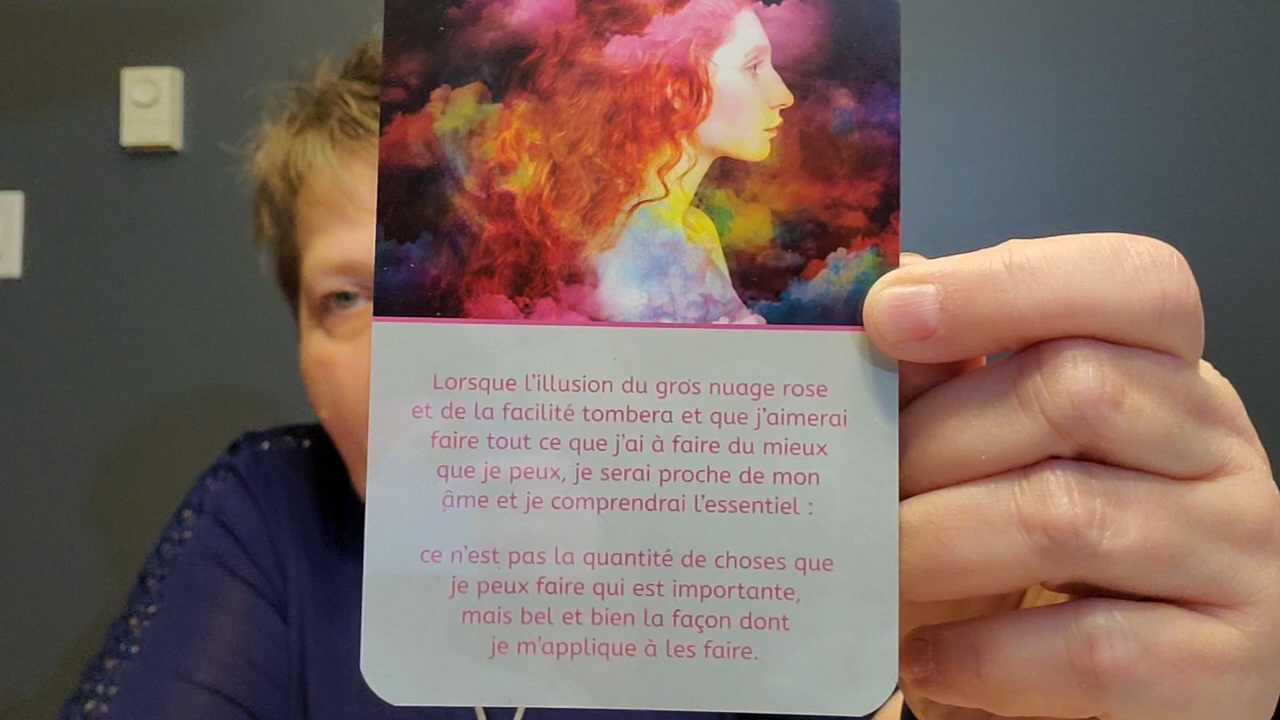 Lorsque l'illusion du gros nuage rose
et de la facilité tombera et que j'aimerai
faire tout ce que j'ai à faire du mieux
que je peux, je serai proche de mon
âme et je comprendrai l'essentiel :
ce n'est pas la quantité de choses que
je peux faire qui est importante,
mais bel et bien la façon dont
je m'applique à les faire.